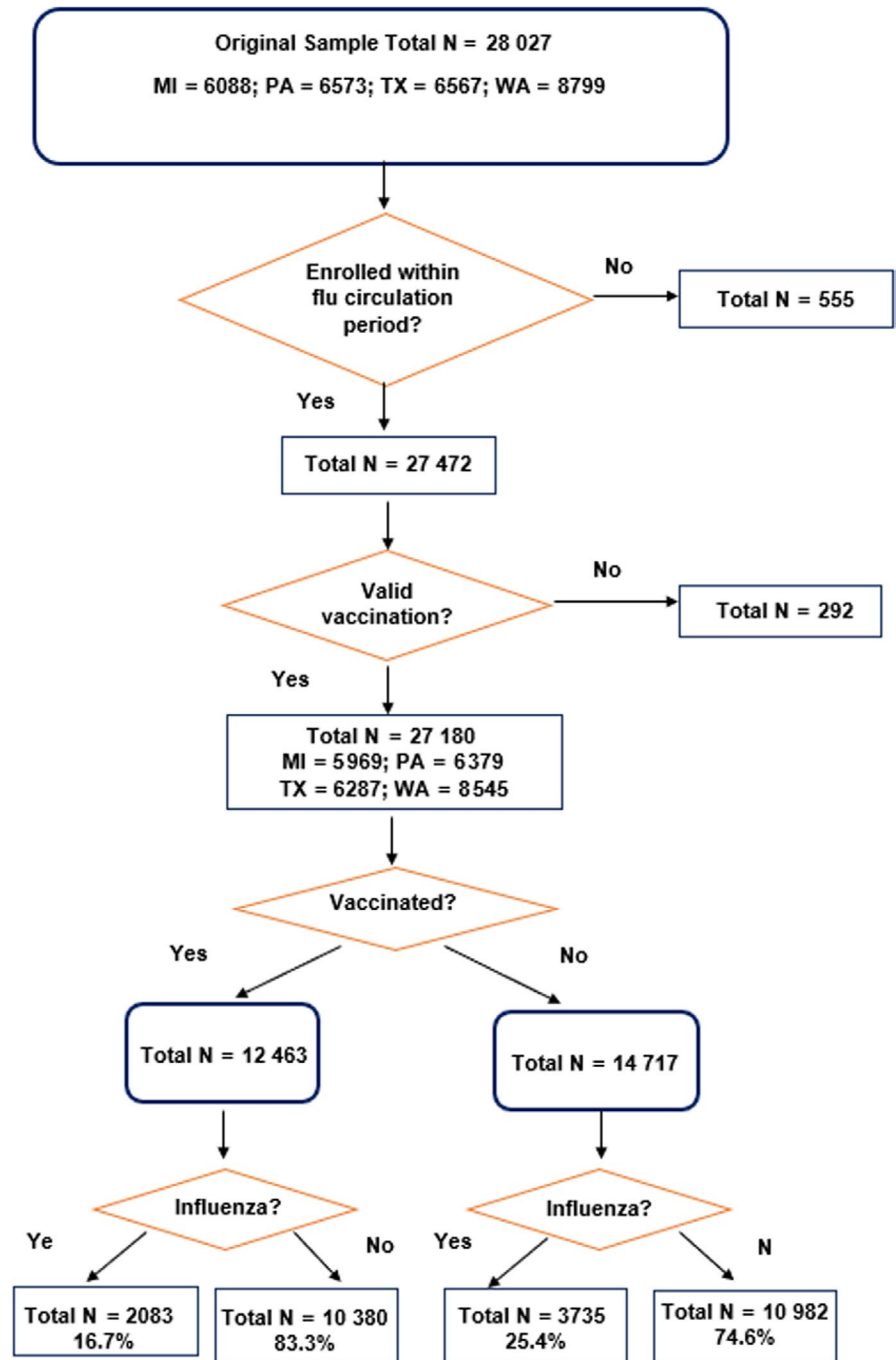 Original Sample Total N = 28 027
MI = 6088; PA = 6573; TX = 6567; WA = 8799
Enrolled within
flu circulation
period?
No
Total N = 555
Yes
Total N = 27 472
Valid
vaccination?
No
Total N = 292
Yes
Total N = 27 180
MI = 5969; PA = 6379
TX = 6287; WA = 8545
Vaccinated?
Yes
No
Total N = 12 463
Total N = 14 717
Influenza?
Influenza?
Ye
No
Yes
N
Total N = 2083
16.7%
Total N = 10 380
83.3%
Total N = 3735
25.4%
Total N = 10 982
74.6%